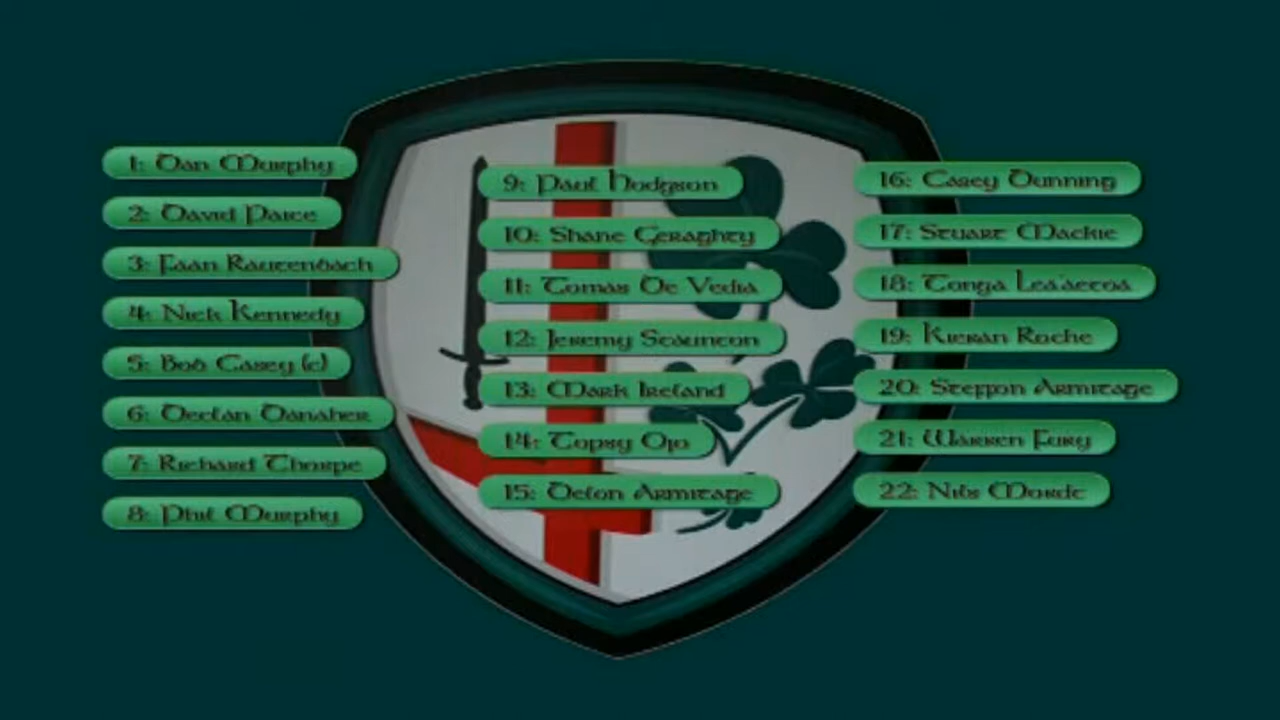 1: Dan Murphy
2: David Paice
3: Faan Rautenbach
4: Nick Kennedy
5: Bob Casey (c)
6: Declan Danaher
7: Richard Thorpe
8: Phil Murphy
9: Paul Hodgson
10: Shane Geraghty
11: Tomas De Vedia
12: Jeremy Staunton
13: Mark Ireland
14: Topsy Ojo
15: Delon Armitage
16: Casey Dunning
17: Stuart Mackie
18: Tonga Lea'aetoa
19: Kieran Roche
20: Steffon Armitage
21: Warren Fury
22: Nils Mordt